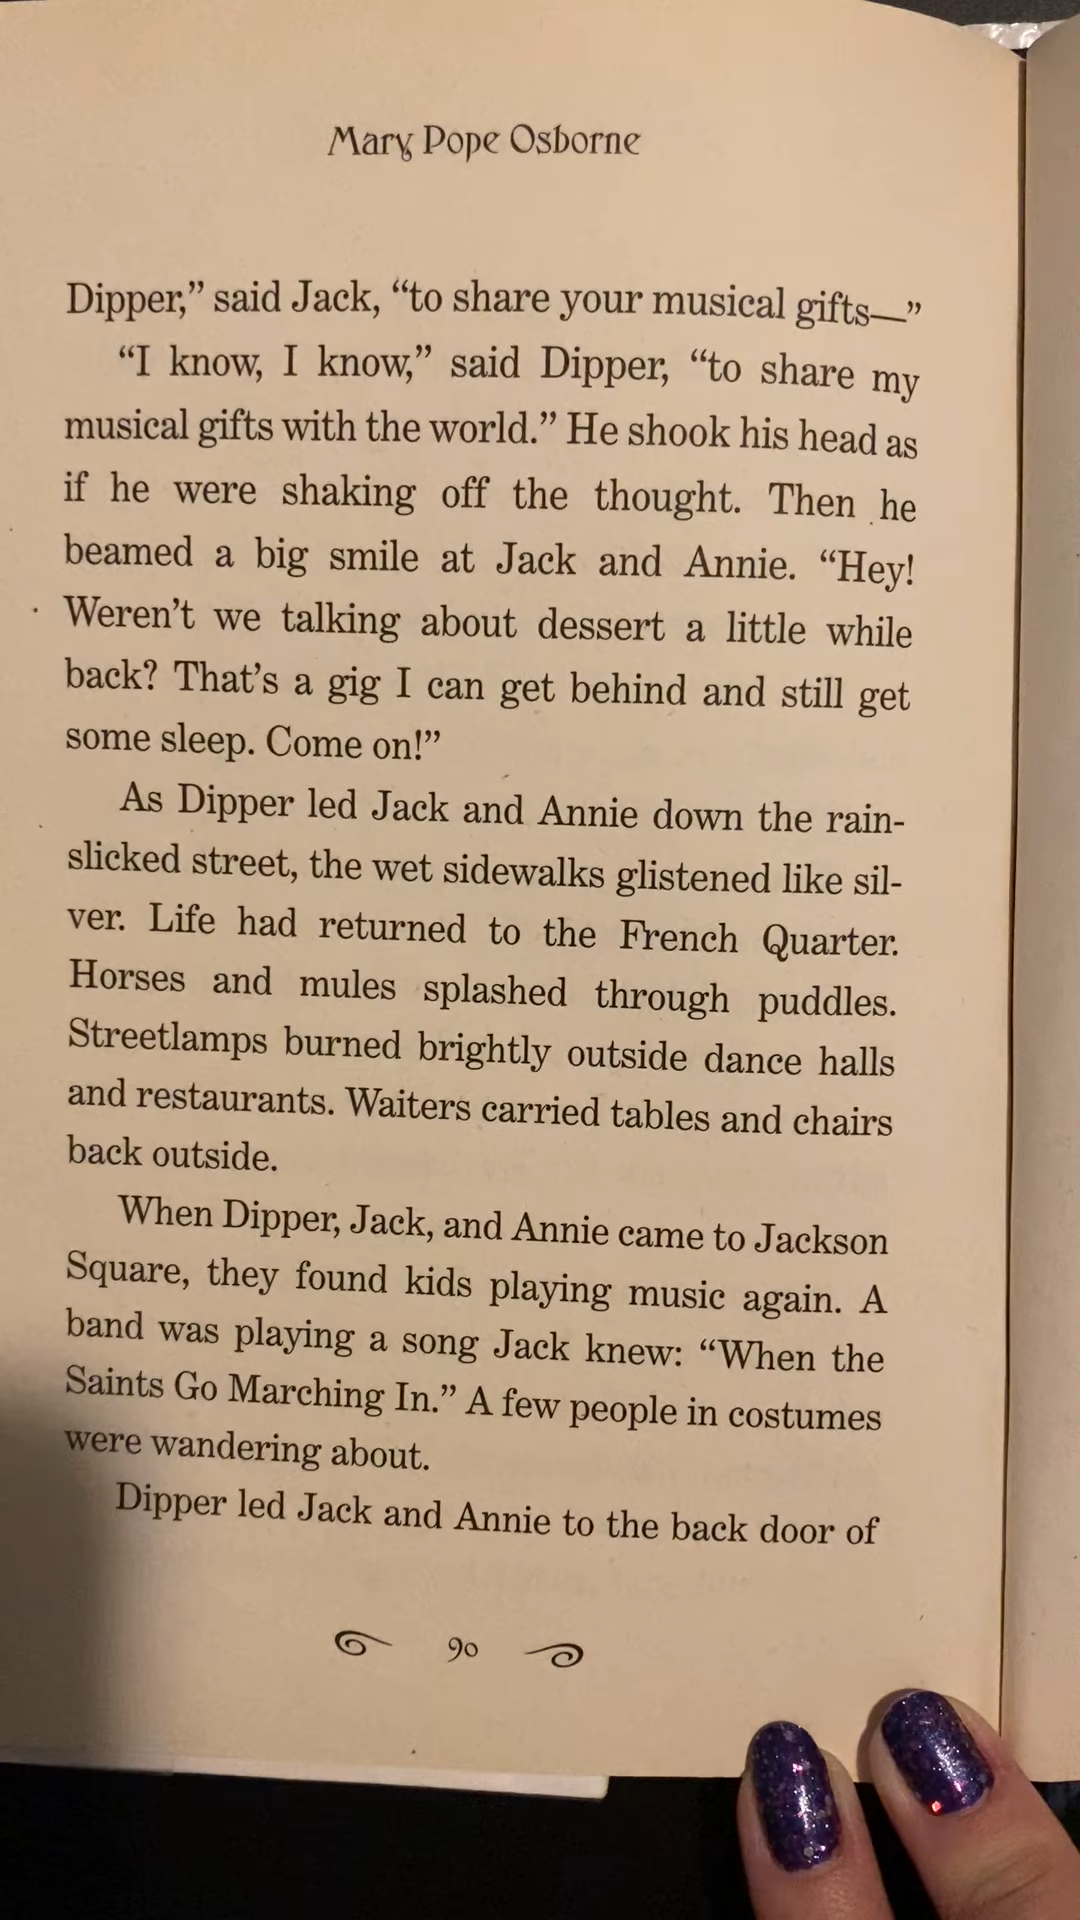 Mary Pope Osborne
Dipper,” said Jack, “to share your musical gifts—”
“I know, I know,” said Dipper, “to share my
musical gifts with the world.” He shook his head as
if he were shaking off the thought. Then he
beamed a big smile at Jack and Annie. “Hey!
Weren’t we talking about dessert a little while
back? That’s a gig I can get behind and still get
some sleep. Come on!”
As Dipper led Jack and Annie down the rain-
slicked street, the wet sidewalks glistened like sil-
ver. Life had returned to the French Quarter.
Horses and mules splashed through puddles.
Streetlamps burned brightly outside dance halls
and restaurants. Waiters carried tables and chairs
back outside.
When Dipper, Jack, and Annie came to Jackson
Square, they found kids playing music again. A
band was playing a song Jack knew: “When the
Saints Go Marching In.” A few people in costumes
were wandering about.
Dipper led Jack and Annie to the back door of
90